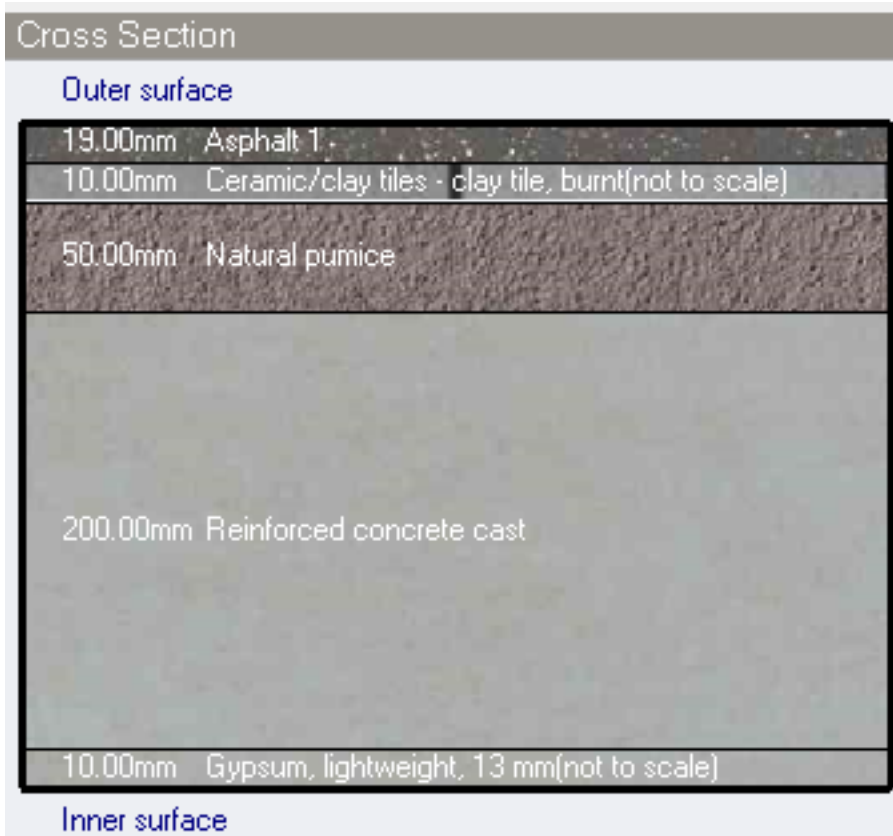 Cross Section
Outer surface
19.00mm Asphalt 1
10.00mm Ceramic/clay tiles - clay tile, burnt(not to scale)
50.00mm Natural pumice
200.00mm Reinforced concrete cast
10.00mm Gypsum, lightweight, 13 mm(not to scale)
Inner surface